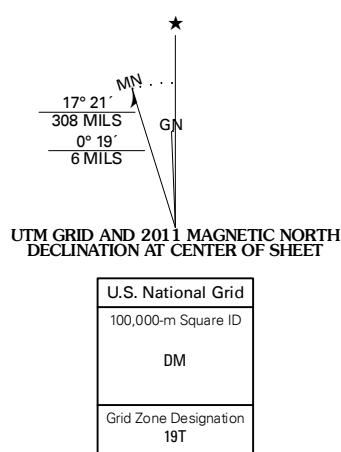 ★
MN
GN
17° 21´
308 MILS
0° 19´
6 MILS
UTM GRID AND 2011 MAGNETIC NORTH
DECLINATION AT CENTER OF SHEET
U.S. National Grid
100,000-m Square ID
DM
Grid Zone Designation
19T